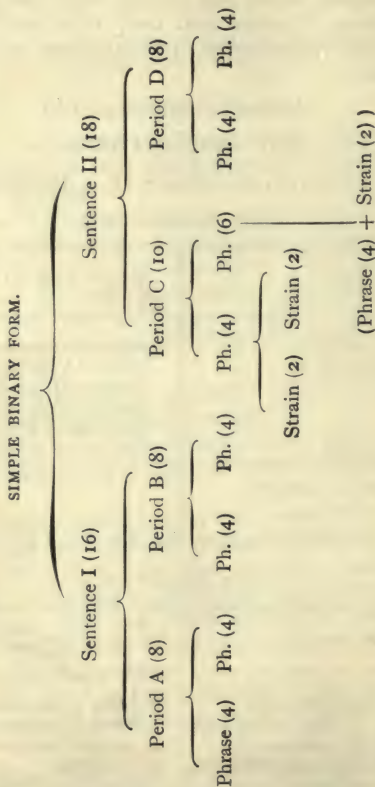 SIMPLE BINARY FORM.
Sentence I (16) Sentence II (18)
Period A (8) Period B (8) Period C (10) Period D (8)
Phrase (4) Ph. (4) Ph. (4) Ph. (4) Ph. (4) Ph. (6) Ph. (4) Ph. (4)
Strain (2) Strain (2)
(Phrase (4) + Strain (2) )